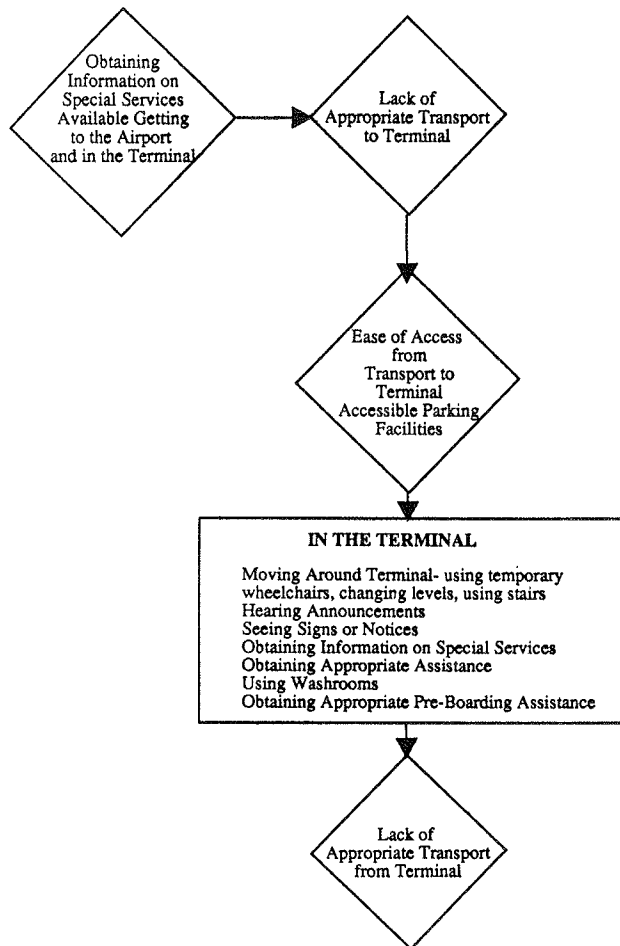 Obtaining
Information on
Special Services
Available Getting
to the Airport
and in the Terminal
Lack of
Appropriate Transport
to Terminal
Ease of Access
from
Transport to
Terminal
Accessible Parking
Facilities
IN THE TERMINAL
Moving Around Terminal- using temporary
wheelchairs, changing levels, using stairs
Hearing Announcements
Seeing Signs or Notices
Obtaining Information on Special Services
Obtaining Appropriate Assistance
Using Washrooms
Obtaining Appropriate Pre-Boarding Assistance
Lack of
Appropriate Transport
from Terminal